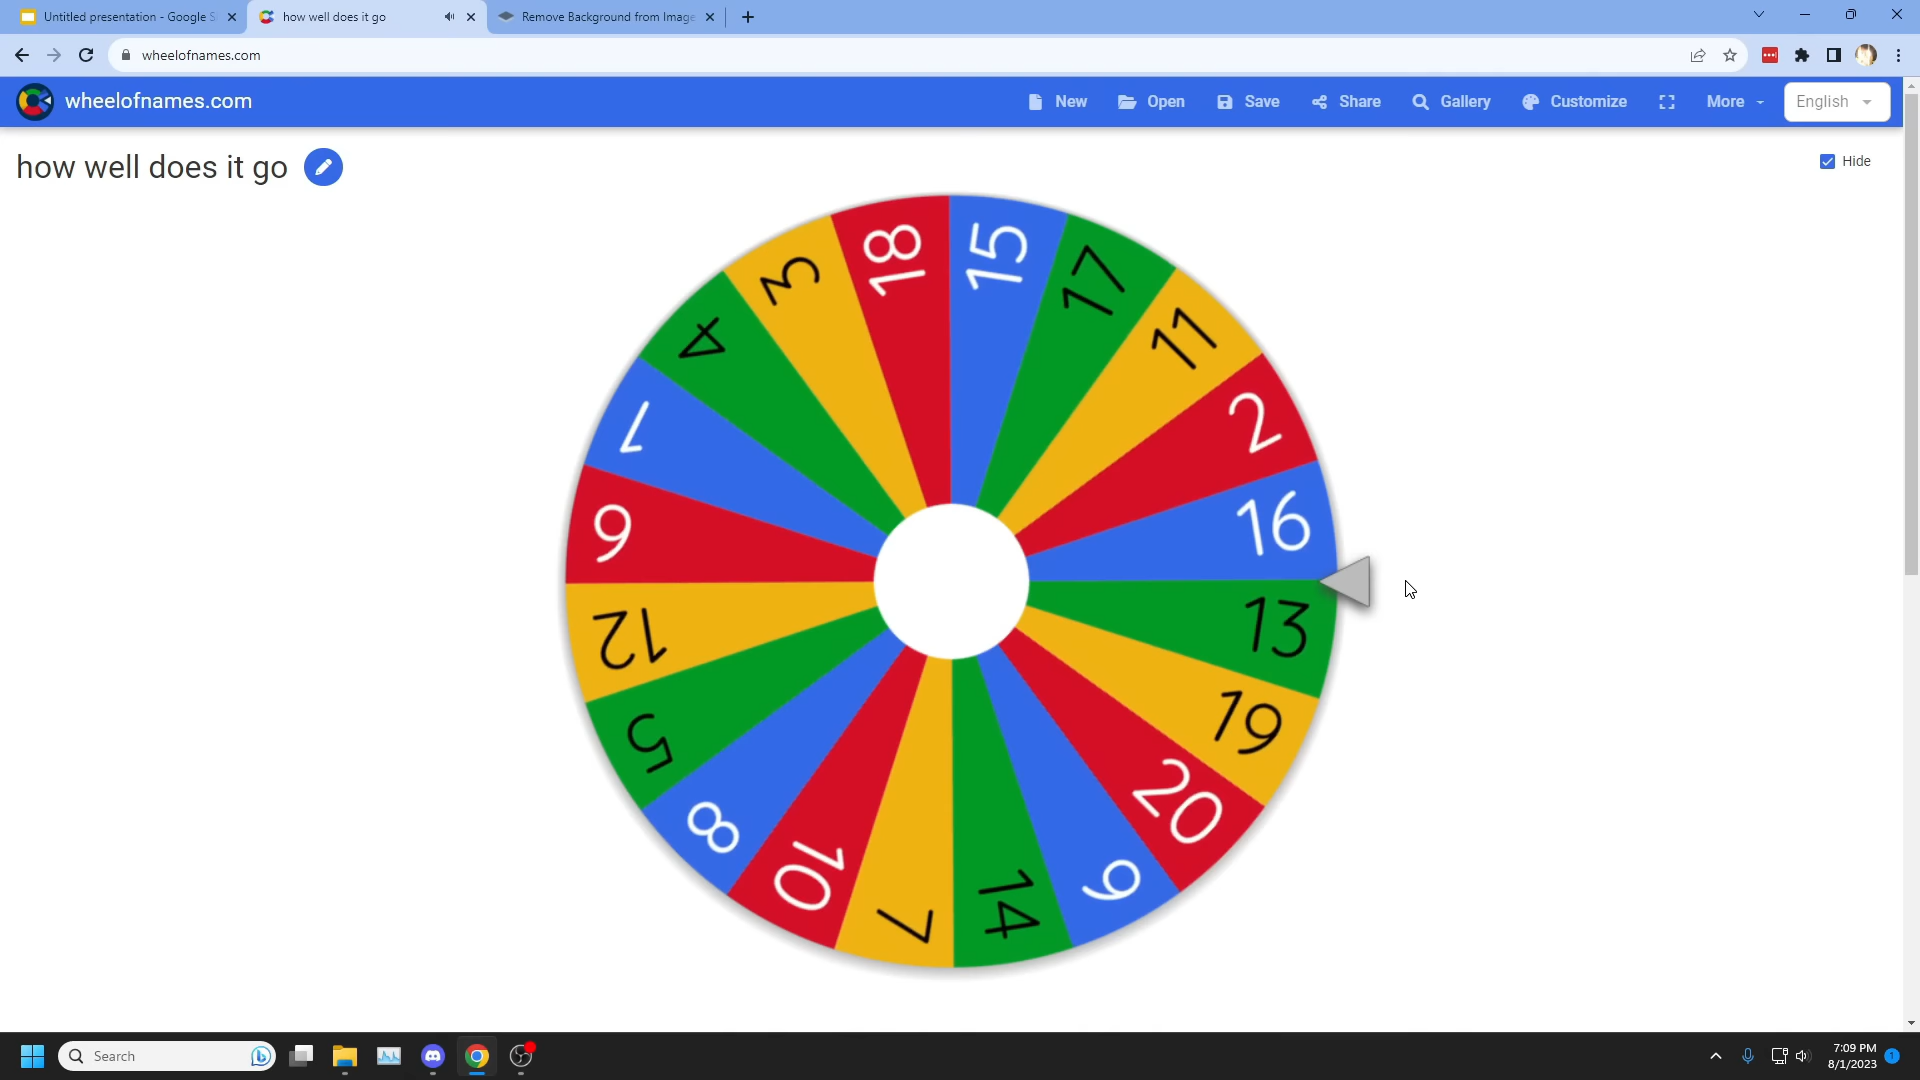 Untitled presentation - Google S
how well does it go
Remove Background from Image
wheelofnames.com
wheelofnames.com
New
Open
Save
Share
Gallery
Customize
More
English
how well does it go
Hide
18
15
17
11
2
16
13
19
20
9
14
7
10
8
5
12
6
1
4
3
Search
7:09 PM
8/1/2023
1